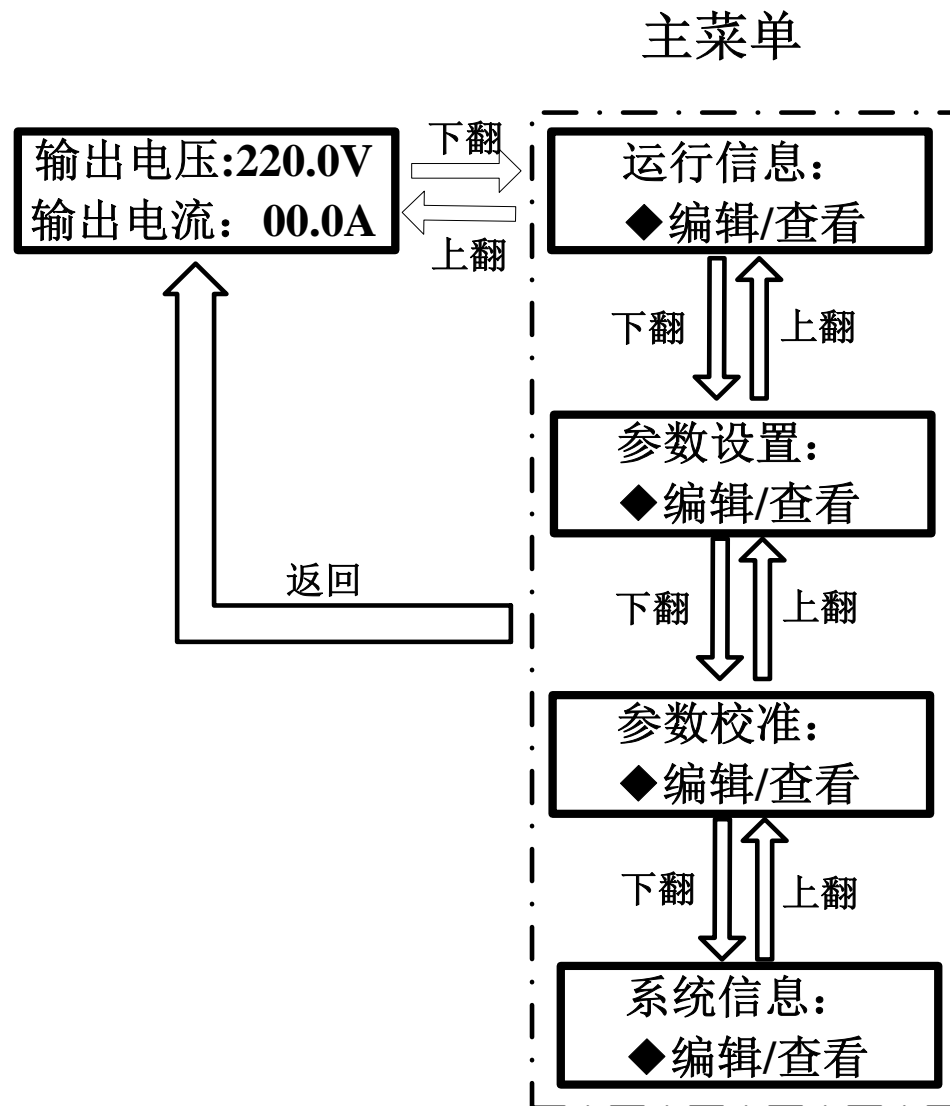 主菜单
输出电压:220.0V
输出电流：00.0A
下翻
上翻
运行信息：
◆编辑/查看
下翻
上翻
参数设置：
◆编辑/查看
返回
下翻
上翻
参数校准：
◆编辑/查看
下翻
上翻
系统信息：
◆编辑/查看